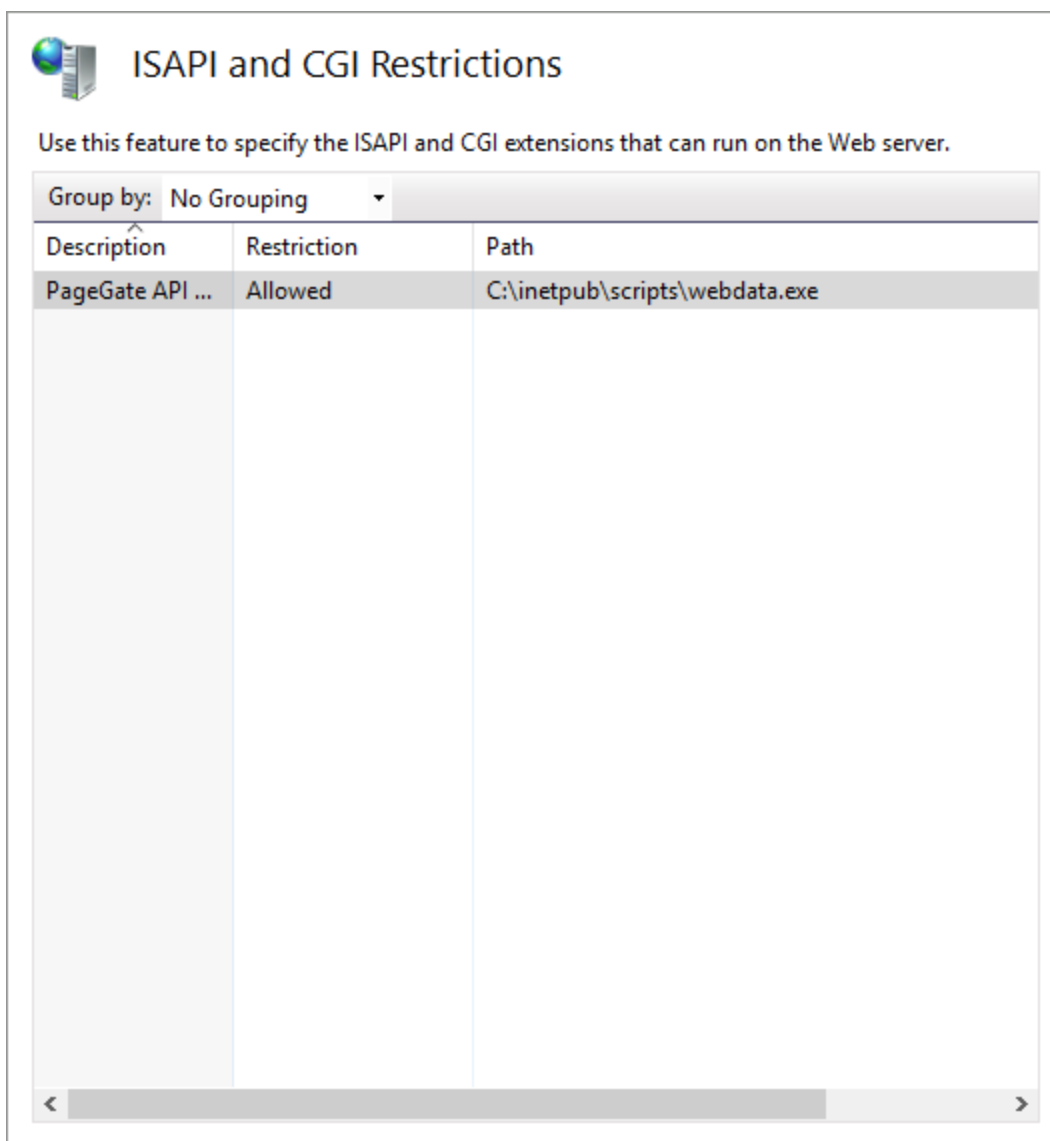 ISAPI and CGI Restrictions
Use this feature to specify the ISAPI and CGI extensions that can run on the Web server.
Group by: No Grouping
Description Restriction Path
PageGate API ... Allowed C:\inetpub\scripts\webdata.exe